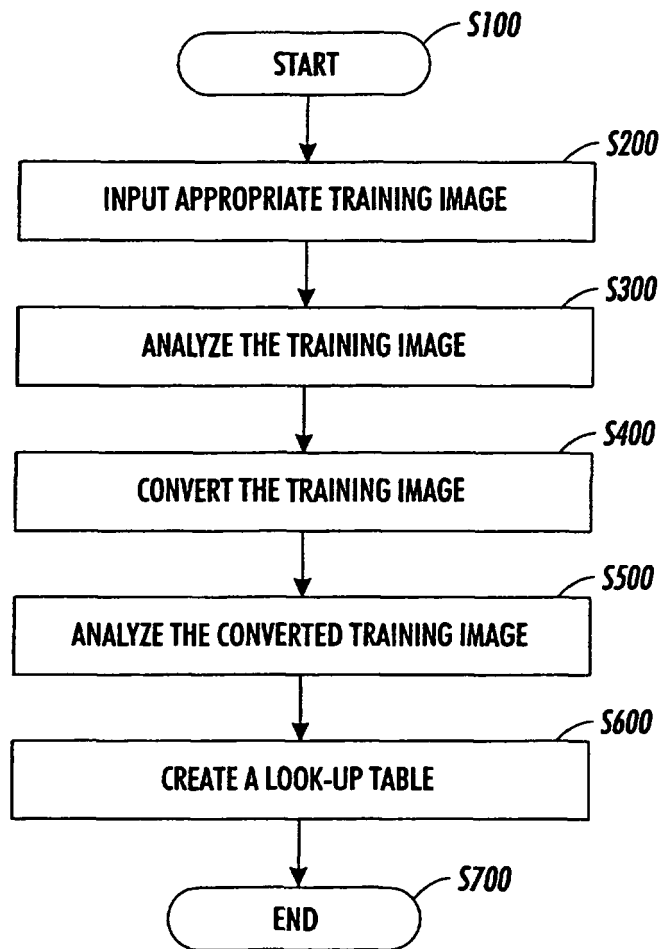 S100
START
S200
INPUT APPROPRIATE TRAINING IMAGE
S300
ANALYZE THE TRAINING IMAGE
S400
CONVERT THE TRAINING IMAGE
S500
ANALYZE THE CONVERTED TRAINING IMAGE
S600
CREATE A LOOK-UP TABLE
S700
END